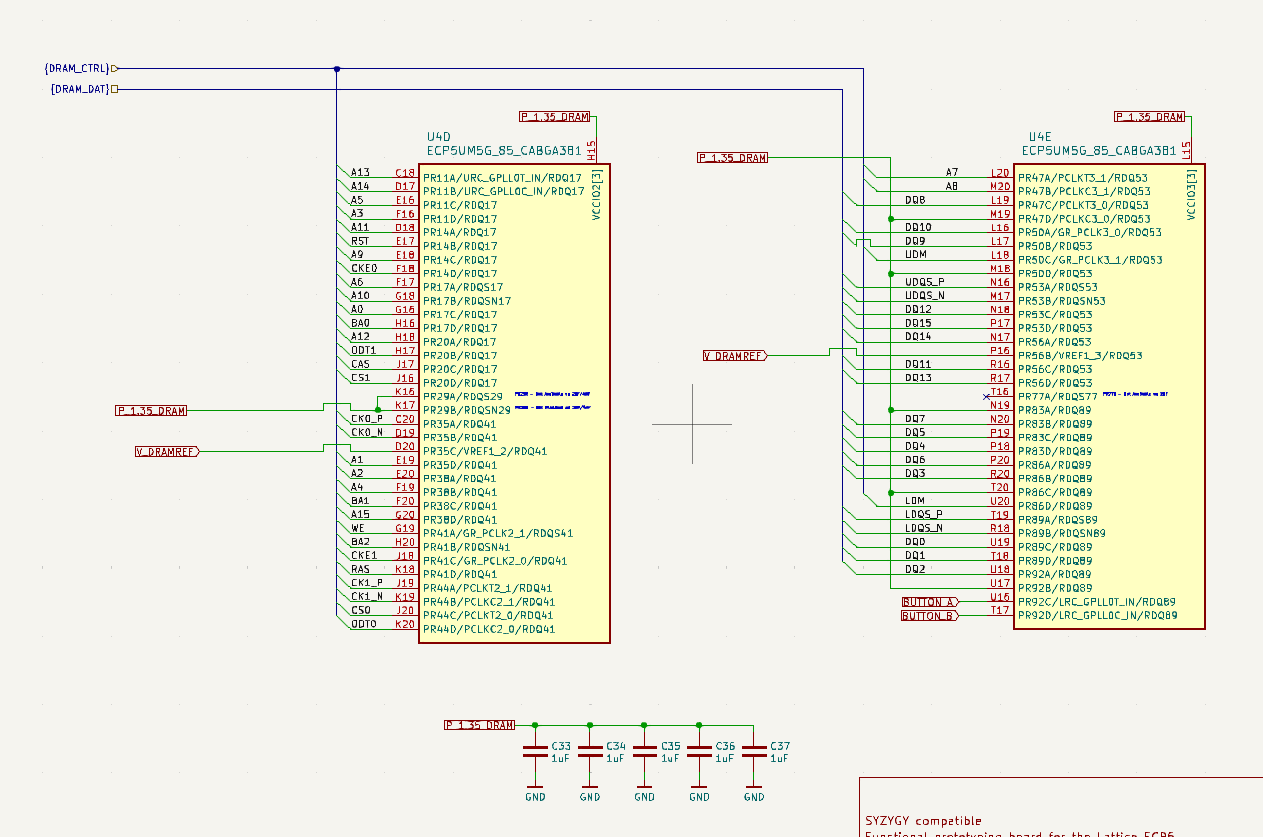 {DRAM_CTRL}
{DRAM_DAT}
P_1.35_DRAM
U4D
ECP5UM5G_85_CABGA381
H15
VCCIO2[3]
A13 C18 PR11A/URC_GPLL0T_IN/RDQ17
A14 D17 PR11B/URC_GPLL0C_IN/RDQ17
A5 E16 PR11C/RDQ17
A3 F16 PR11D/RDQ17
A11 D18 PR14A/RDQ17
RST E17 PR14B/RDQ17
A9 E18 PR14C/RDQ17
CKE0 F18 PR14D/RDQ17
A6 F17 PR17A/RDQS17
A10 G18 PR17B/RDQSN17
A0 G16 PR17C/RDQ17
BA0 H16 PR17D/RDQ17
A12 H18 PR20A/RDQ17
ODT1 H17 PR20B/RDQ17
CAS J17 PR20C/RDQ17
CS1 J16 PR20D/RDQ17
K16 PR29A/RDQS29
P_1.35_DRAM
K17 PR29B/RDQSN29
CK0_P C20 PR35A/RDQ41
CK0_N D19 PR35B/RDQ41
V_DRAMREF
D20 PR35C/VREF1_2/RDQ41
A1 E19 PR35D/RDQ41
A2 E20 PR38A/RDQ41
A4 F19 PR38B/RDQ41
BA1 F20 PR38C/RDQ41
A15 G20 PR38D/RDQ41
WE G19 PR41A/GR_PCLK2_1/RDQS41
BA2 H20 PR41B/RDQSN41
CKE1 J18 PR41C/GR_PCLK2_0/RDQ41
RAS K18 PR41D/RDQ41
CK1_P J19 PR44A/PCLKT2_1/RDQ41
CK1_N K19 PR44B/PCLKC2_1/RDQ41
CS0 J20 PR44C/PCLKT2_0/RDQ41
ODT0 K20 PR44D/PCLKC2_0/RDQ41
P_1.35_DRAM
U4E
ECP5UM5G_85_CABGA381
L15
VCCIO3[3]
P_1.35_DRAM
A7 L20 PR47A/PCLKT3_1/RDQ53
A8 M20 PR47B/PCLKC3_1/RDQ53
DQ8 L19 PR47C/PCLKT3_0/RDQ53
M19 PR47D/PCLKC3_0/RDQ53
DQ10 L16 PR50A/GR_PCLK3_0/RDQ53
DQ9 L17 PR50B/RDQ53
UDM L18 PR50C/GR_PCLK3_1/RDQ53
M18 PR50D/RDQ53
UDQS_P N16 PR53A/RDQS53
UDQS_N M17 PR53B/RDQSN53
DQ12 N18 PR53C/RDQ53
DQ15 P17 PR53D/RDQ53
DQ14 N17 PR56A/RDQ53
V_DRAMREF
P16 PR56B/VREF1_3/RDQ53
DQ11 R16 PR56C/RDQ53
DQ13 R17 PR56D/RDQ53
T16 PR77A/RDQS77
N19 PR83A/RDQ89
DQ7 N20 PR83B/RDQ89
DQ5 P19 PR83C/RDQ89
DQ4 P18 PR83D/RDQ89
DQ6 P20 PR86A/RDQ89
DQ3 R20 PR86B/RDQ89
T20 PR86C/RDQ89
LDM U20 PR86D/RDQ89
LDQS_P T19 PR89A/RDQS89
LDQS_N R18 PR89B/RDQSN89
DQ0 U19 PR89C/RDQ89
DQ1 T18 PR89D/RDQ89
DQ2 U18 PR92A/RDQ89
U17 PR92B/RDQ89
BUTTON_A U16 PR92C/LRC_GPLL0T_IN/RDQ89
BUTTON_B T17 PR92D/LRC_GPLL0C_IN/RDQ89
P_1.35_DRAM
C33 C34 C35 C36 C37
1uF 1uF 1uF 1uF 1uF
GND GND GND GND GND
SYZYGY compatible
Functional prototyping board for the Lattice ECP5